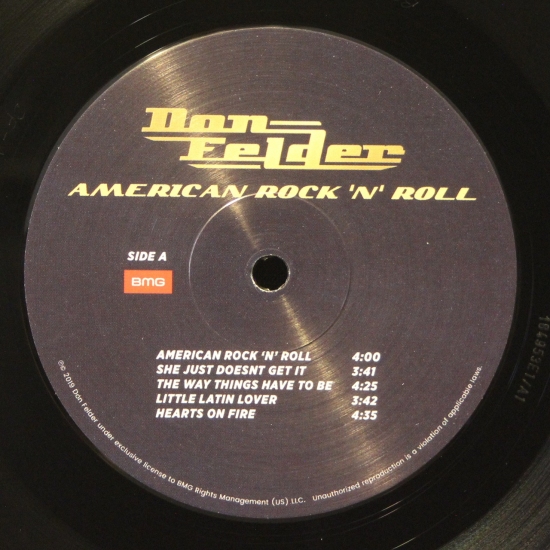 Don
Felder
AMERICAN ROCK 'N' ROLL
SIDE A
BMG
AMERICAN ROCK 'N' ROLL 4:00
SHE JUST DOESNT GET IT 3:41
THE WAY THINGS HAVE TO BE 4:25
LITTLE LATIN LOVER 3:42
HEARTS ON FIRE 4:35
℗© 2019 Don Felder under exclusive license to BMG Rights Management (US) LLC. Unauthorized reproduction is a violation of applicable laws.